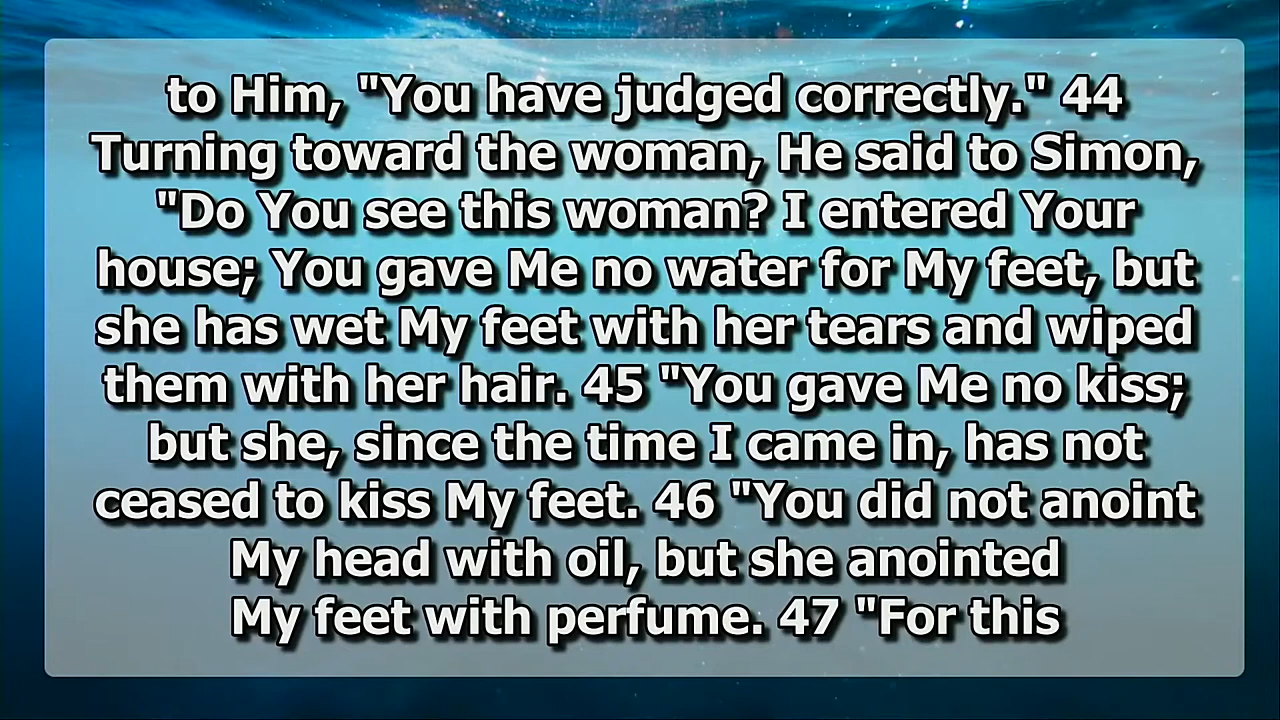 to Him, "You have judged correctly." 44
Turning toward the woman, He said to Simon,
"Do You see this woman? I entered Your
house; You gave Me no water for My feet, but
she has wet My feet with her tears and wiped
them with her hair. 45 "You gave Me no kiss;
but she, since the time I came in, has not
ceased to kiss My feet. 46 "You did not anoint
My head with oil, but she anointed
My feet with perfume. 47 "For this